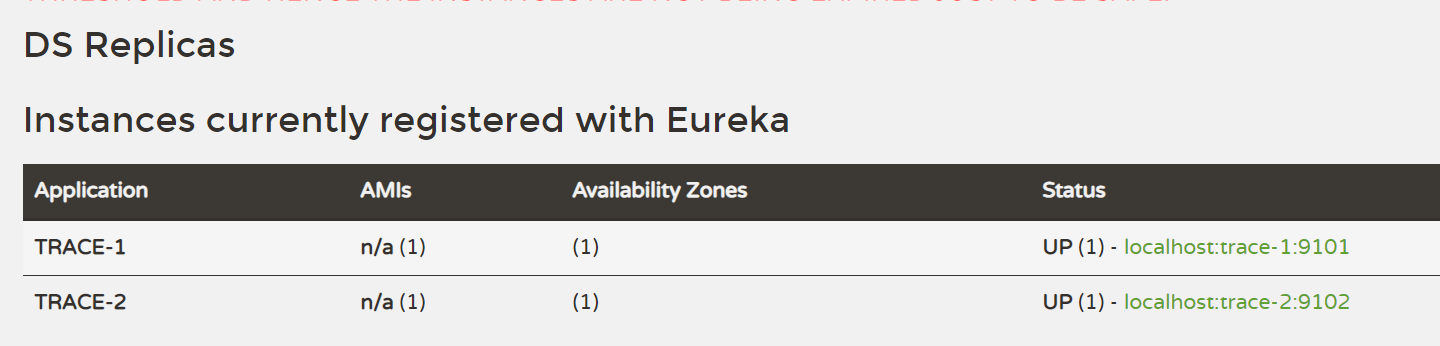 DS Replicas
Instances currently registered with Eureka
Application AMIs Availability Zones Status
TRACE-1 n/a (1) (1) UP (1) - localhost:trace-1:9101
TRACE-2 n/a (1) (1) UP (1) - localhost:trace-2:9102